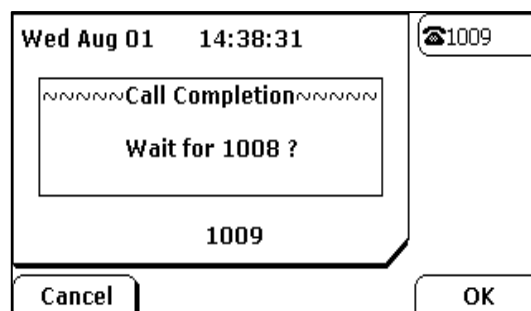 Wed Aug 01 14:38:31
☎1009
~~~~~Call Completion~~~~~
Wait for 1008 ?
1009
Cancel
OK